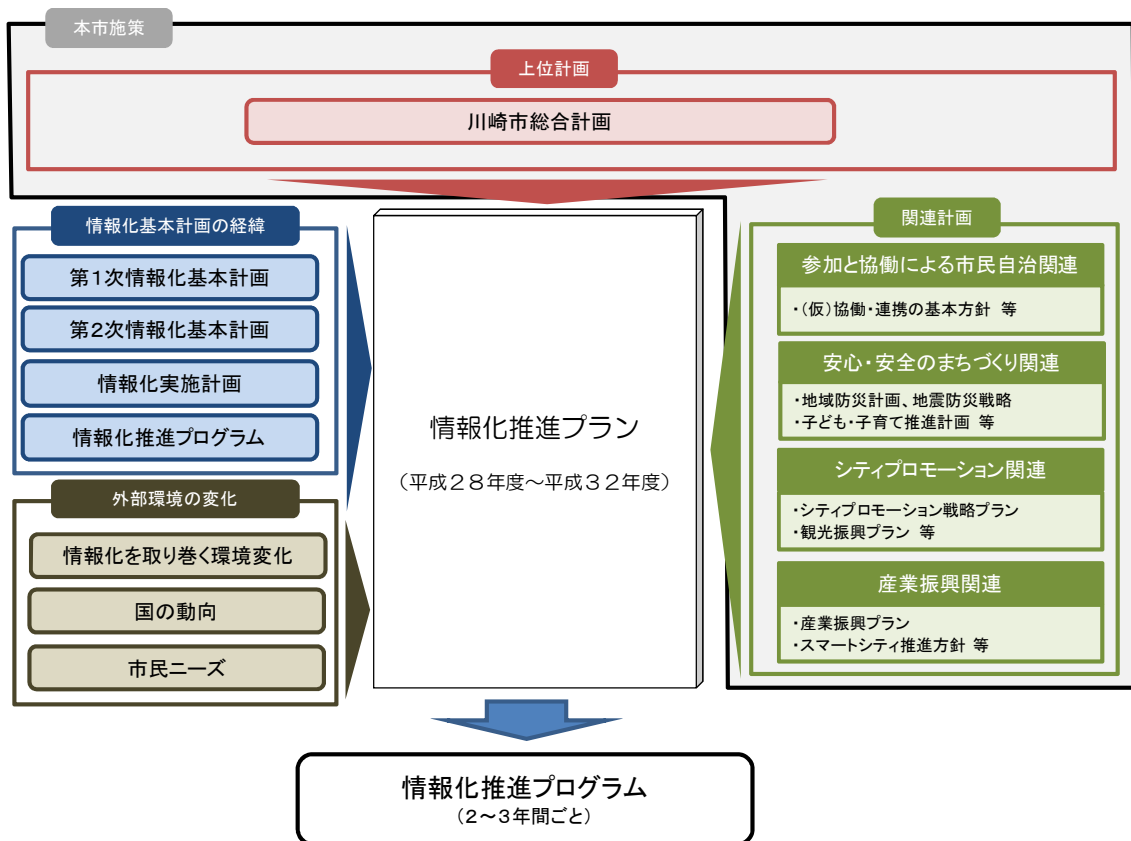 本市施策
上位計画
川崎市総合計画
情報化基本計画の経緯
第1次情報化基本計画
第2次情報化基本計画
情報化実施計画
情報化推進プログラム
外部環境の変化
情報化を取り巻く環境変化
国の動向
市民ニーズ
情報化推進プラン
（平成２８年度～平成３２年度）
関連計画
参加と協働による市民自治関連
・(仮)協働・連携の基本方針 等
安心・安全のまちづくり関連
・地域防災計画、地震防災戦略
・子ども・子育て推進計画 等
シティプロモーション関連
・シティプロモーション戦略プラン
・観光振興プラン 等
産業振興関連
・産業振興プラン
・スマートシティ推進方針 等
情報化推進プログラム
（２～３年間ごと）